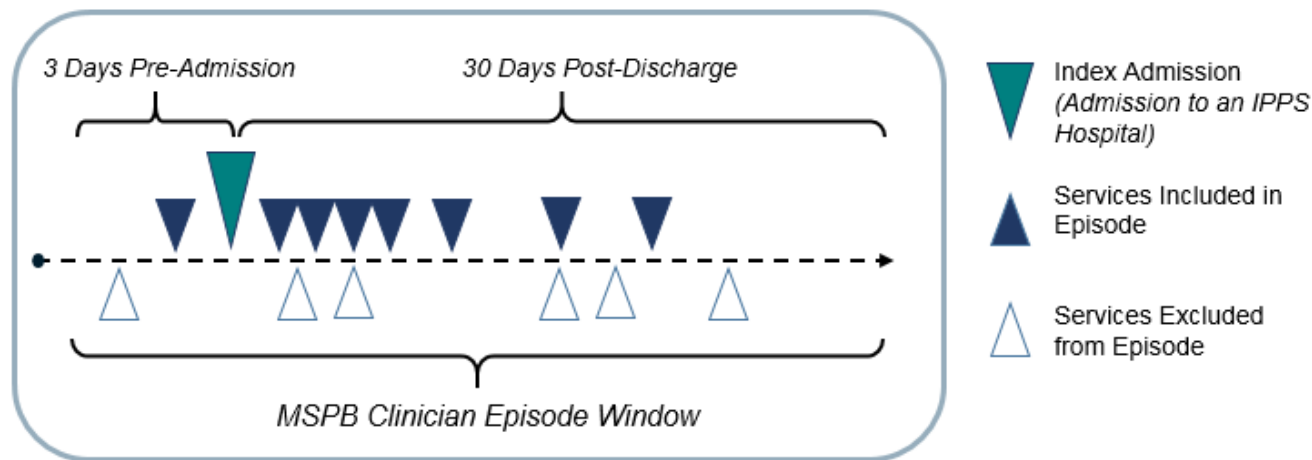 3 Days Pre-Admission
30 Days Post-Discharge
MSPB Clinician Episode Window
Index Admission
(Admission to an IPPS
Hospital)
Services Included in
Episode
Services Excluded
from Episode